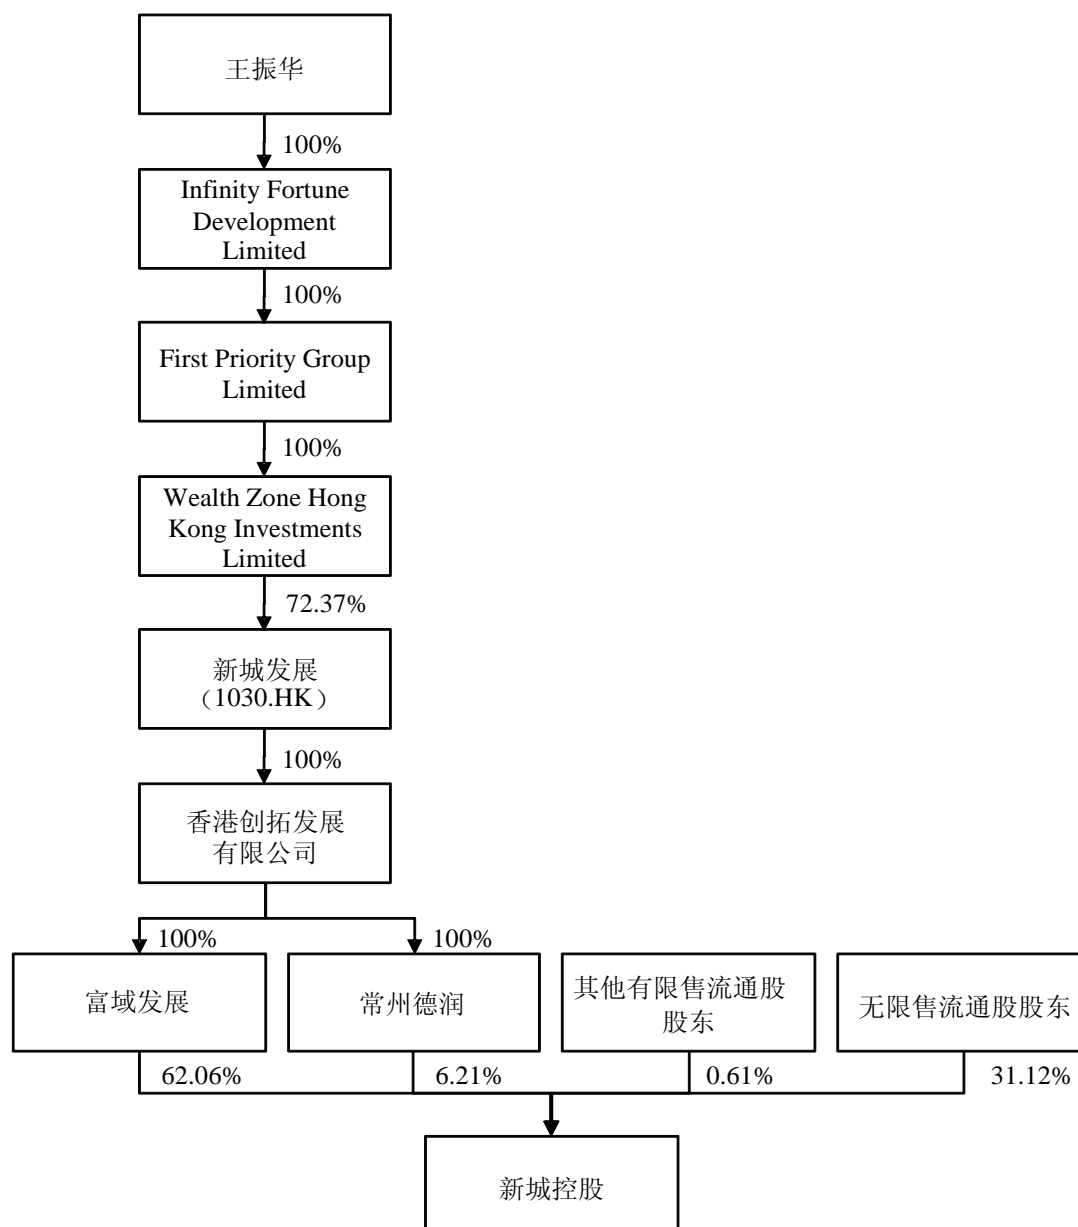 王振华
100%
Infinity Fortune
Development
Limited
100%
First Priority Group
Limited
100%
Wealth Zone Hong
Kong Investments
Limited
72.37%
新城发展
（1030.HK）
100%
香港创拓发展
有限公司
100%
100%
富域发展
常州德润
其他有限售流通股
股东
无限售流通股股东
62.06%
6.21%
0.61%
31.12%
新城控股